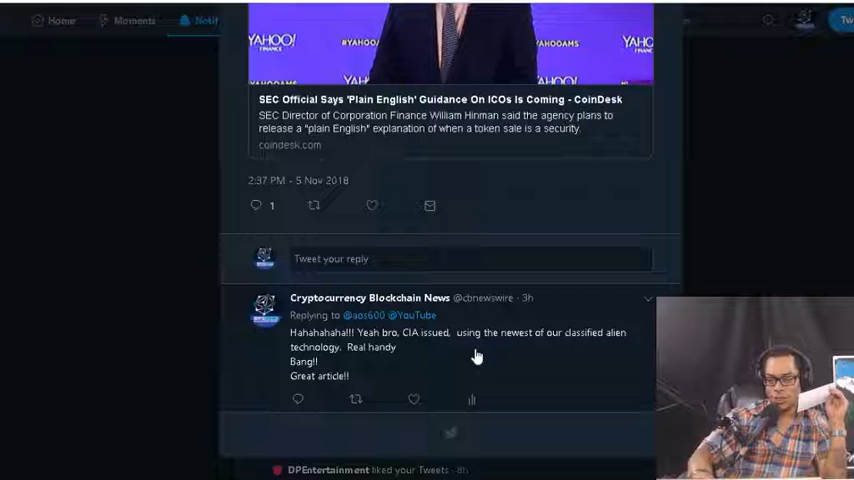 Home
Moments
Notif
Tw
YAHOO!
FINANCE
#YAHOOAMS
YAHOOAMS
YAHO
FINANCE
SEC Official Says 'Plain English' Guidance On ICOs Is Coming - CoinDesk
SEC Director of Corporation Finance William Hinman said the agency plans to
release a "plain English" explanation of when a token sale is a security.
coindesk.com
2:37 PM - 5 Nov 2018
1
Tweet your reply
Cryptocurrency Blockchain News @cbnewswire · 3h
Replying to @aos600 @YouTube
Hahahahaha!!! Yeah bro, CIA issued, using the newest of our classified alien
technology. Real handy
Bang!!
Great article!!
DPEntertainment liked your Tweets · 8h